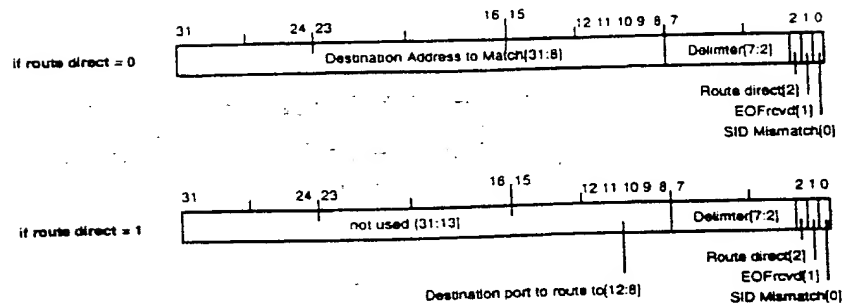 31 24 23 16 15 12 11 10 9 8 7 2 1 0
if route direct = 0 Destination Address to Match[31:8] Delimter[7:2]
Route direct[2]
EOFrcvd[1]
SID Mismatch[0]
31 24 23 16 15 12 11 10 9 8 7 2 1 0
if route direct = 1 not used [31:13] Delimter[7:2]
Route direct[2]
EOFrcvd[1]
Destination port to route to[12:8] SID Mismatch[0]